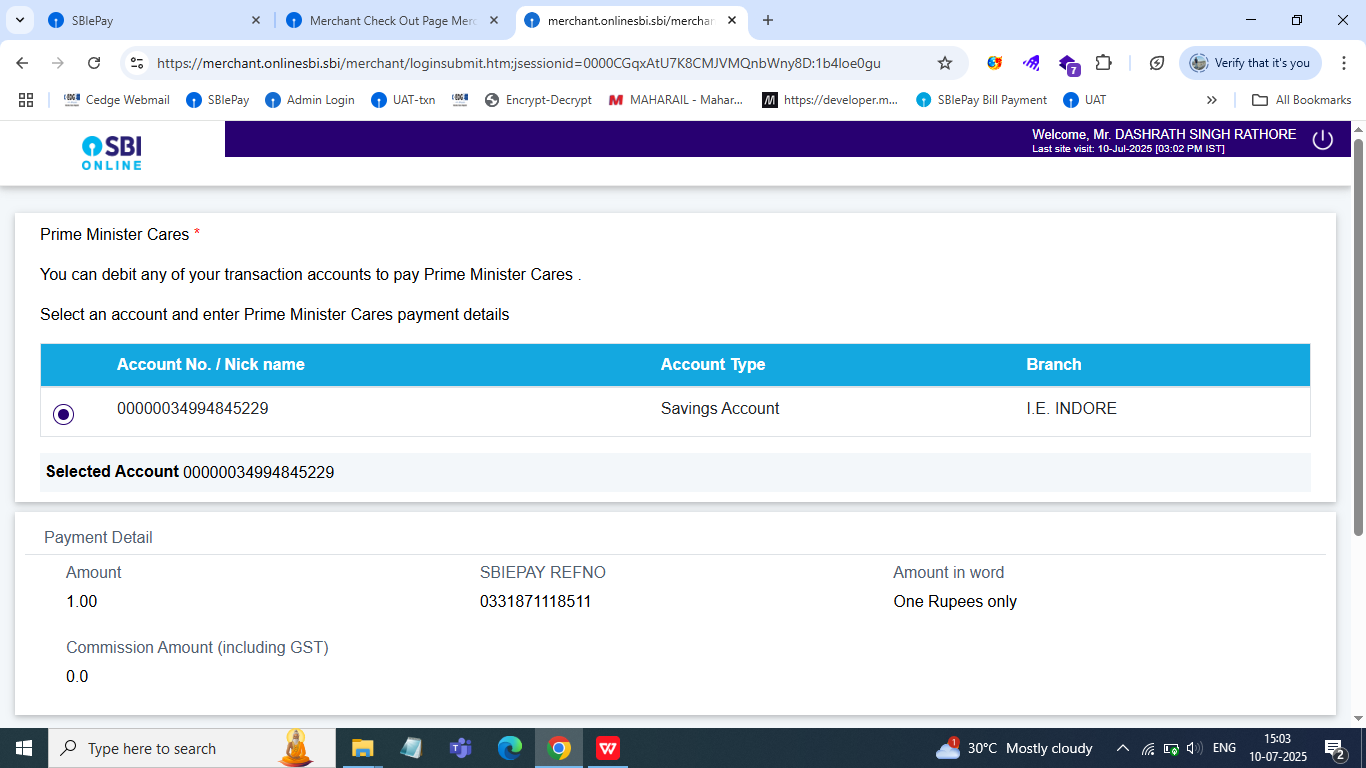 SBIePay
Merchant Check Out Page Merc
merchant.onlinesbi.sbi/merchan
https://merchant.onlinesbi.sbi/merchant/loginsubmit.htm;jsessionid=0000CGqxAtU7K8CMJVMQnbWny8D:1b4loe0gu
7
Verify that it's you
Cedge Webmail
SBIePay
Admin Login
UAT-txn
Encrypt-Decrypt
MAHARAIL - Mahar...
https://developer.m...
SBIePay Bill Payment
UAT
All Bookmarks
SBI
ONLINE
Welcome, Mr. DASHRATH SINGH RATHORE
Last site visit: 10-Jul-2025 [03:02 PM IST]
Prime Minister Cares *
You can debit any of your transaction accounts to pay Prime Minister Cares .
Select an account and enter Prime Minister Cares payment details
Account No. / Nick name Account Type Branch
00000034994845229 Savings Account I.E. INDORE
Selected Account 00000034994845229
Payment Detail
Amount SBIEPAY REFNO Amount in word
1.00 0331871118511 One Rupees only
Commission Amount (including GST)
0.0
Type here to search
1
30°C Mostly cloudy
ENG
15:03
10-07-2025
2